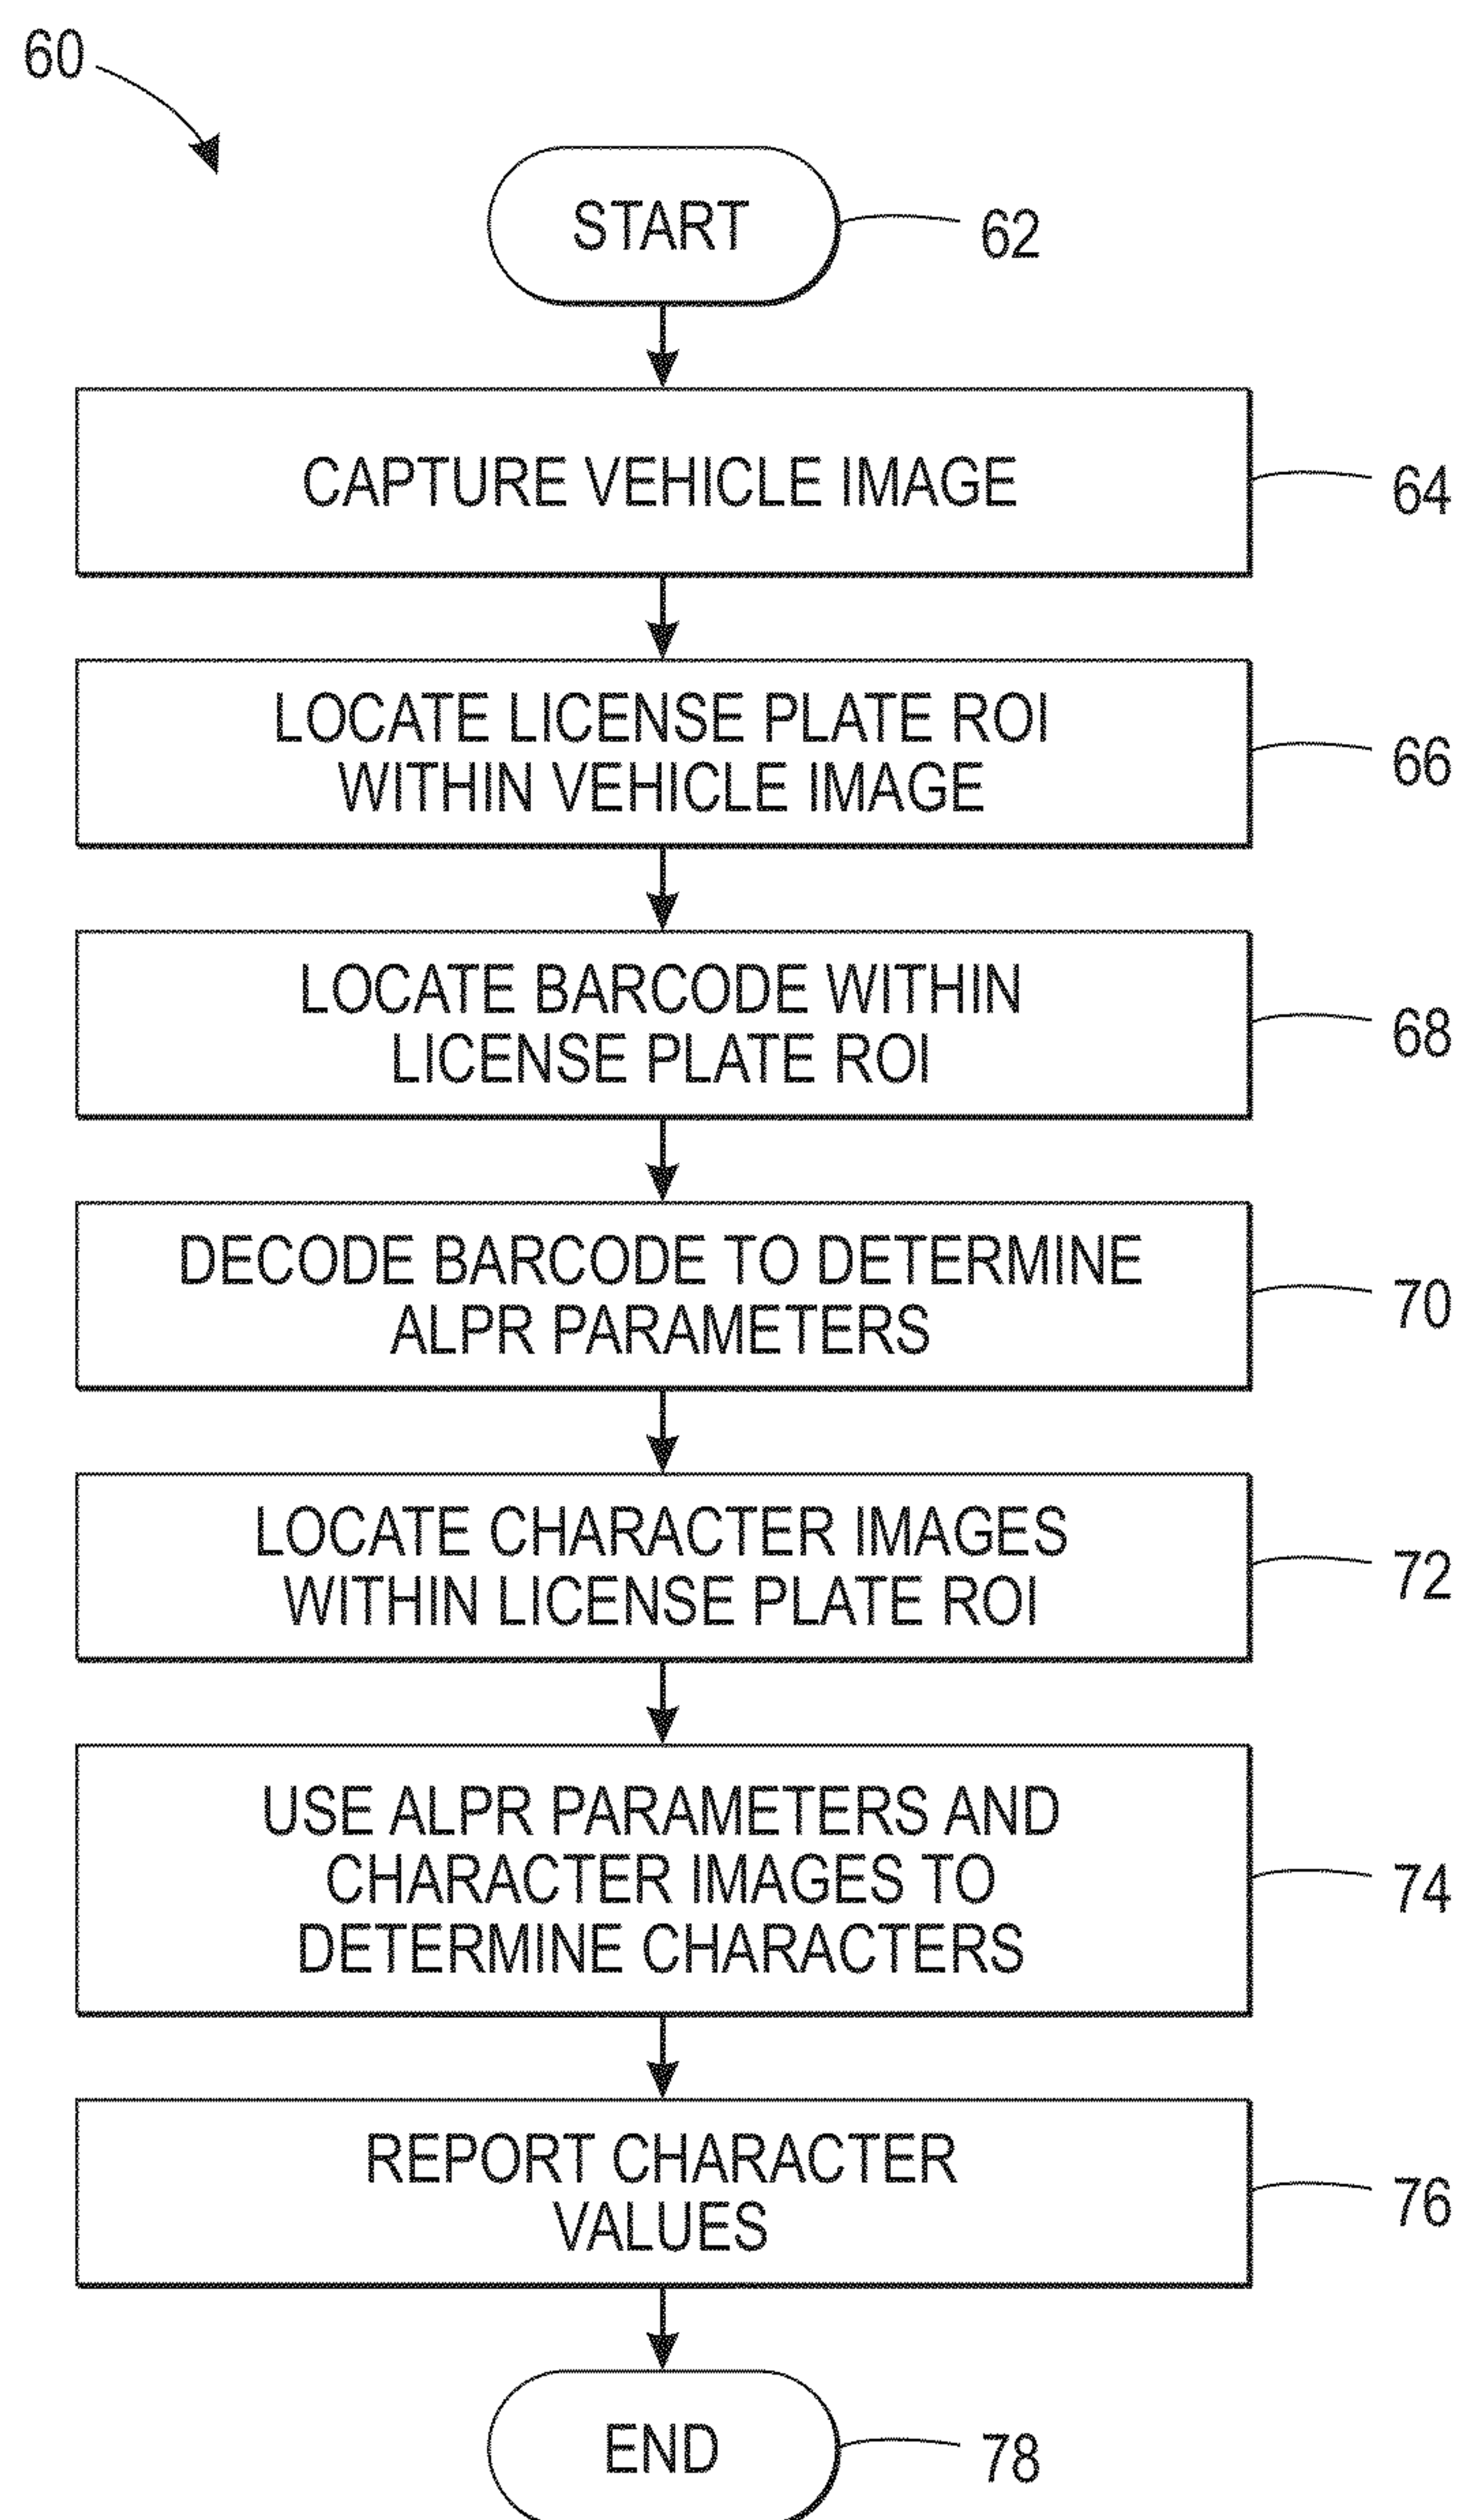 60
START
62
CAPTURE VEHICLE IMAGE
64
LOCATE LICENSE PLATE ROI
WITHIN VEHICLE IMAGE
66
LOCATE BARCODE WITHIN
LICENSE PLATE ROI
68
DECODE BARCODE TO DETERMINE
ALPR PARAMETERS
70
LOCATE CHARACTER IMAGES
WITHIN LICENSE PLATE ROI
72
USE ALPR PARAMETERS AND
CHARACTER IMAGES TO
DETERMINE CHARACTERS
74
REPORT CHARACTER
VALUES
76
END
78